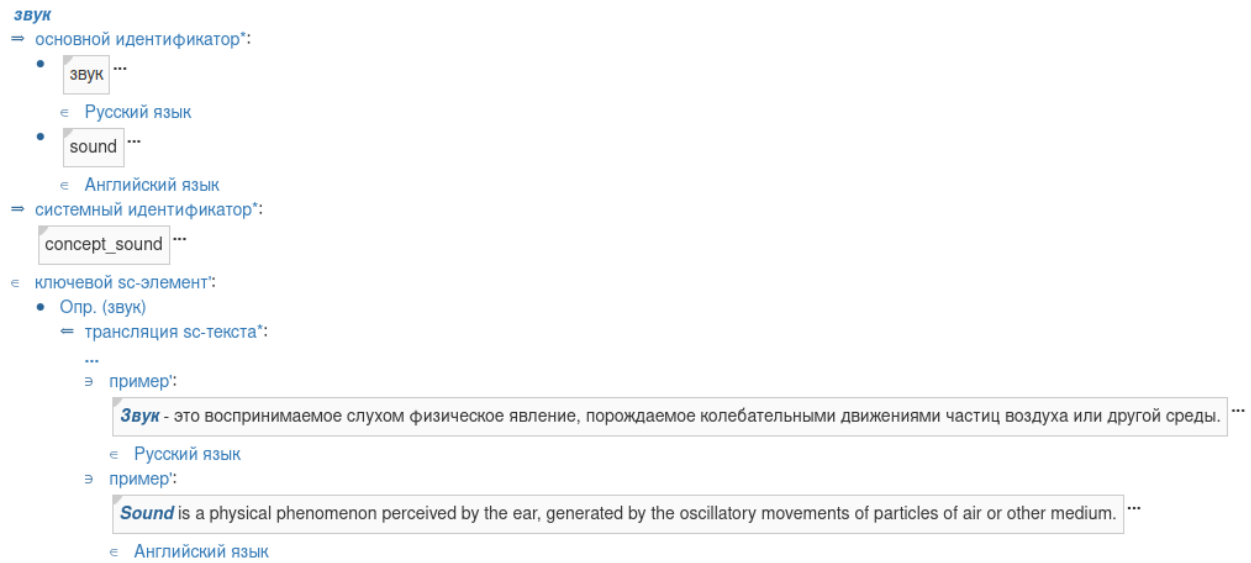 звук
⇒ основной идентификатор*:
• звук ...
∈ Русский язык
• sound ...
∈ Английский язык
⇒ системный идентификатор*:
concept_sound ...
∈ ключевой sc-элемент':
• Опр. (звук)
⇐ трансляция sc-текста*:
...
∋ пример':
Звук - это воспринимаемое слухом физическое явление, порождаемое колебательными движениями частиц воздуха или другой среды. ...
∈ Русский язык
∋ пример':
Sound is a physical phenomenon perceived by the ear, generated by the oscillatory movements of particles of air or other medium. ...
∈ Английский язык